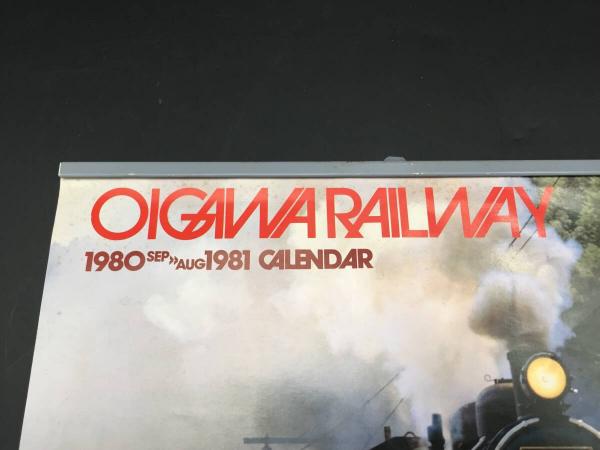 OIGAWA RAILWAY
1980 SEP»AUG 1981 CALENDAR